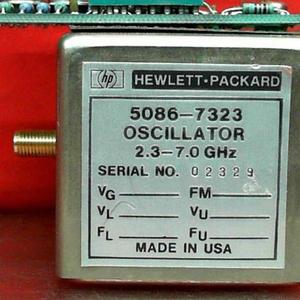 hp HEWLETT·PACKARD
5086-7323
OSCILLATOR
2.3-7.0 GHz
SERIAL NO. 02329
VG FM
VL VU
FL FU
MADE IN USA